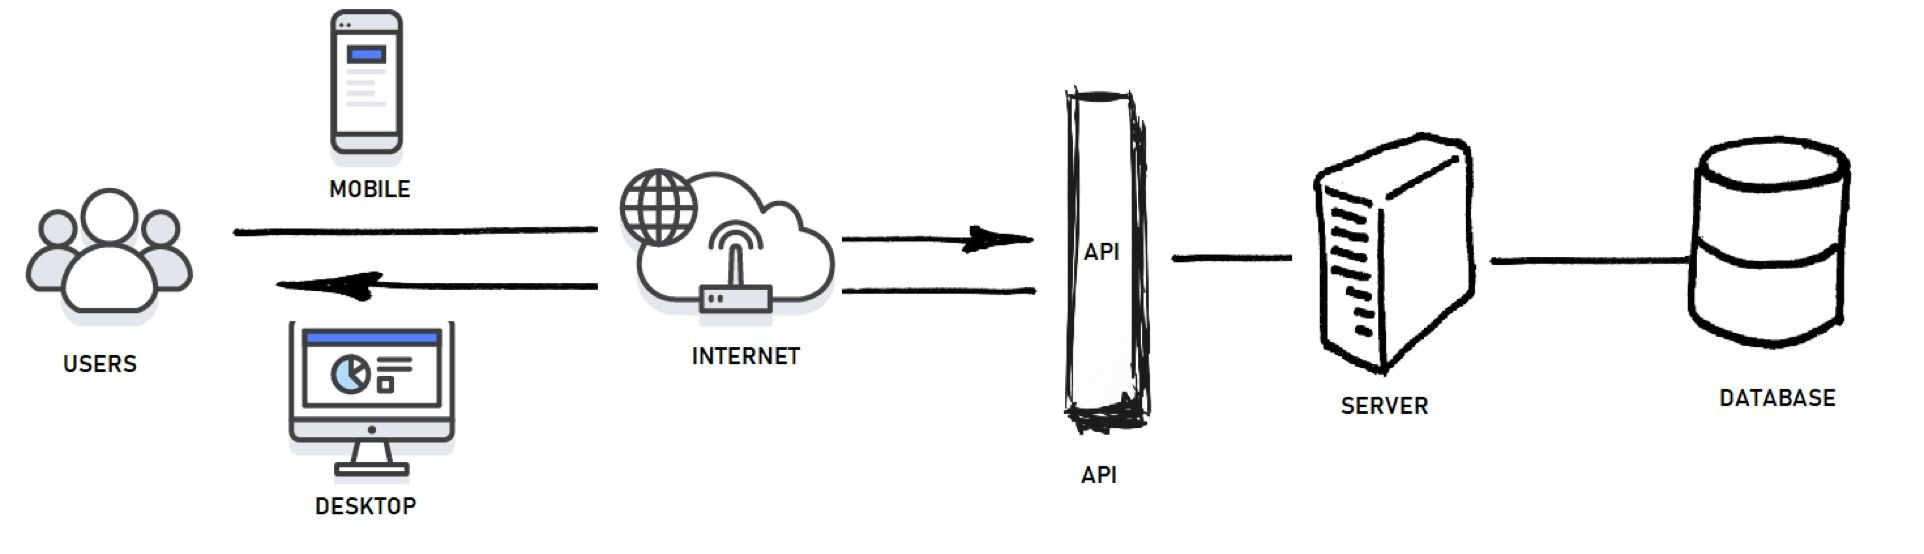 MOBILE
USERS
DESKTOP
INTERNET
API
API
SERVER
DATABASE